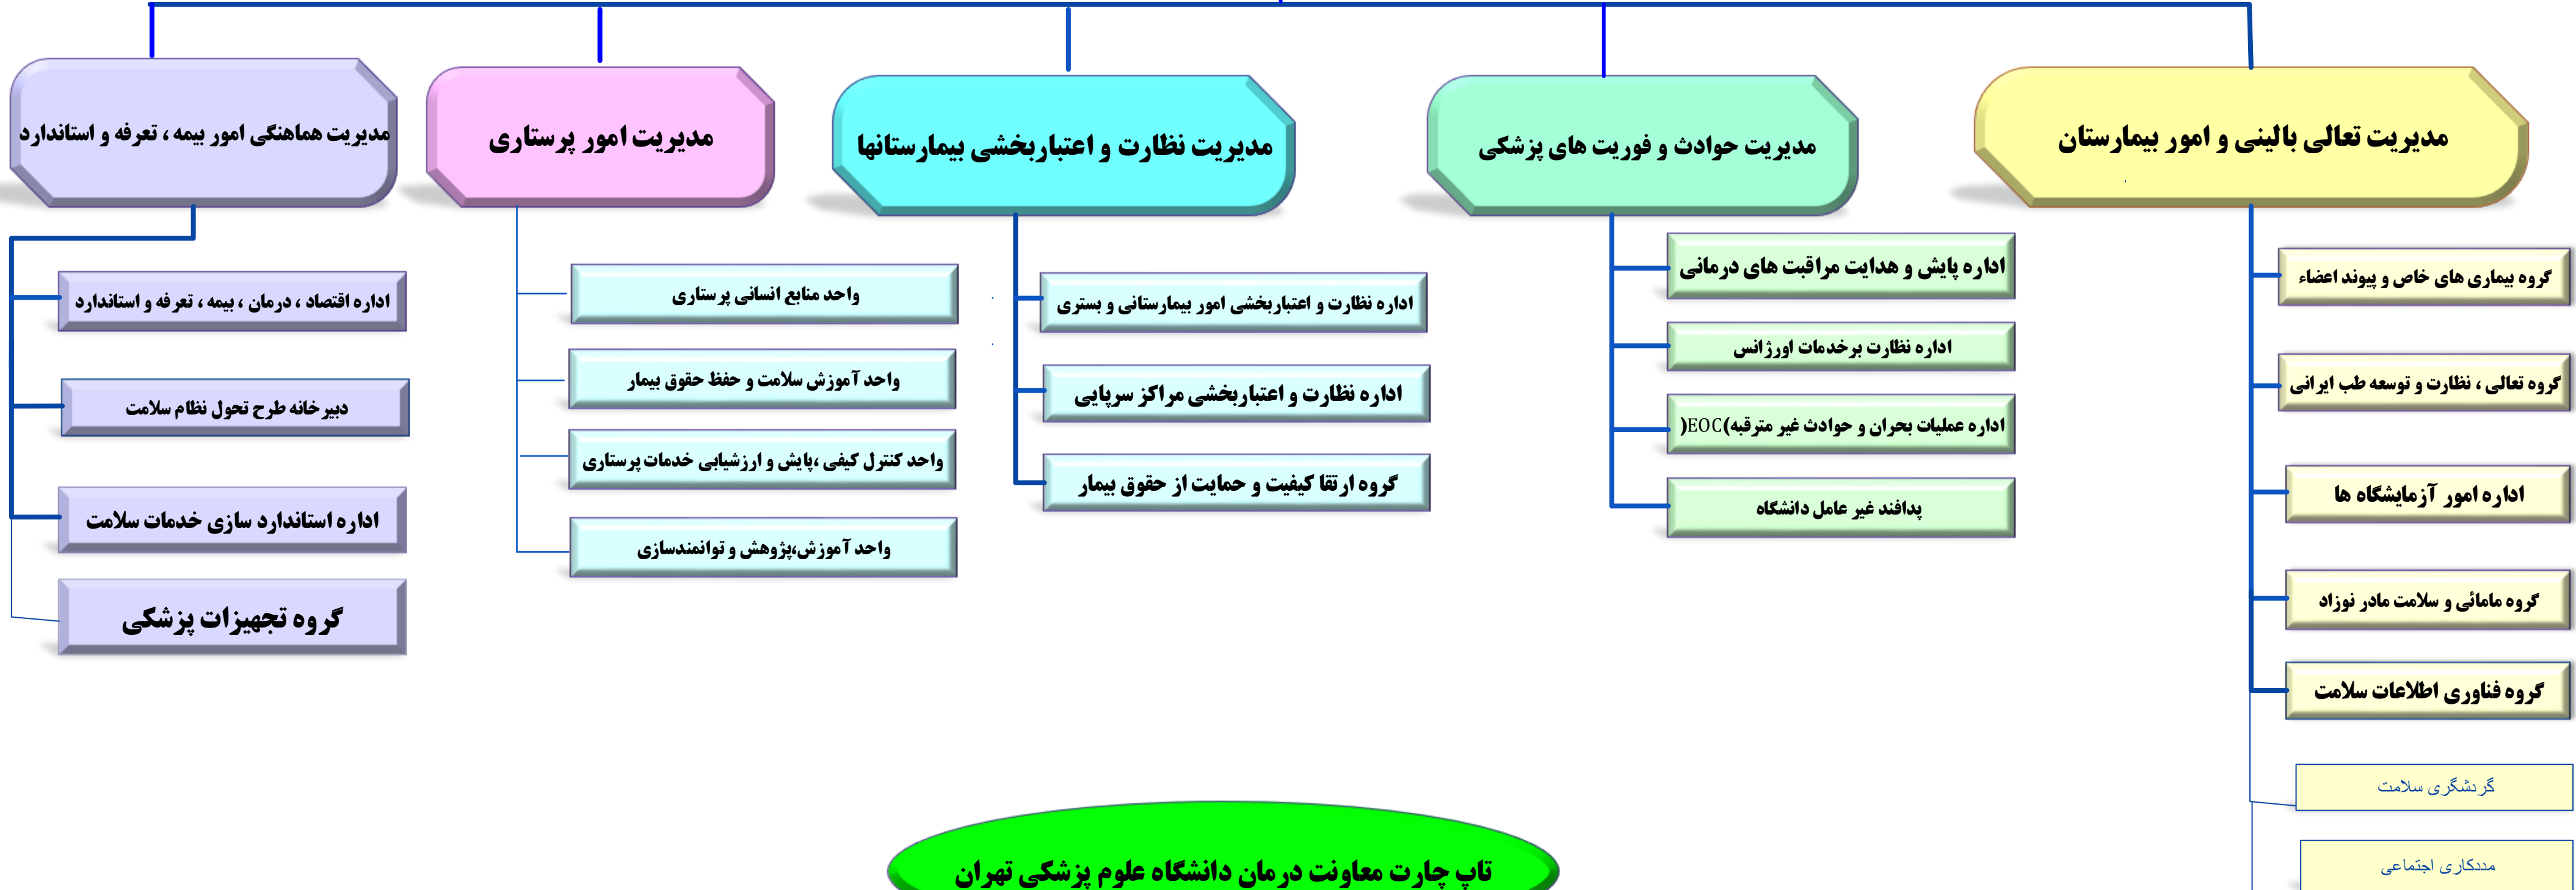 مدیریت تعالی بالینی و امور بیمارستان
مدیریت حوادث و فوریت های پزشکی
مدیریت نظارت و اعتباربخشی بیمارستانها
مدیریت امور پرستاری
مدیریت هماهنگی امور بیمه ، تعرفه و استاندارد
گروه بیماری های خاص و پیوند اعضاء
گروه تعالی ، نظارت و توسعه طب ایرانی
اداره امور آزمایشگاه ها
گروه مامائی و سلامت مادر نوزاد
گروه فناوری اطلاعات سلامت
گردشگری سلامت
مددکاری اجتماعی
اداره پایش و هدایت مراقبت های درمانی
اداره نظارت برخدمات اورژانس
اداره عملیات بحران و حوادث غیر مترقبه)EOC(
پدافند غیر عامل دانشگاه
اداره نظارت و اعتباربخشی امور بیمارستانی و بستری
اداره نظارت و اعتباربخشی مراکز سرپایی
گروه ارتقا کیفیت و حمایت از حقوق بیمار
واحد منابع انسانی پرستاری
واحد آموزش سلامت و حفظ حقوق بیمار
واحد کنترل کیفی ،پایش و ارزشیابی خدمات پرستاری
واحد آموزش،پژوهش و توانمندسازی
اداره اقتصاد ، درمان ، بیمه ، تعرفه و استاندارد
دبیرخانه طرح تحول نظام سلامت
اداره استاندارد سازی خدمات سلامت
گروه تجهیزات پزشکی
تاپ چارت معاونت درمان دانشگاه علوم پزشکی تهران